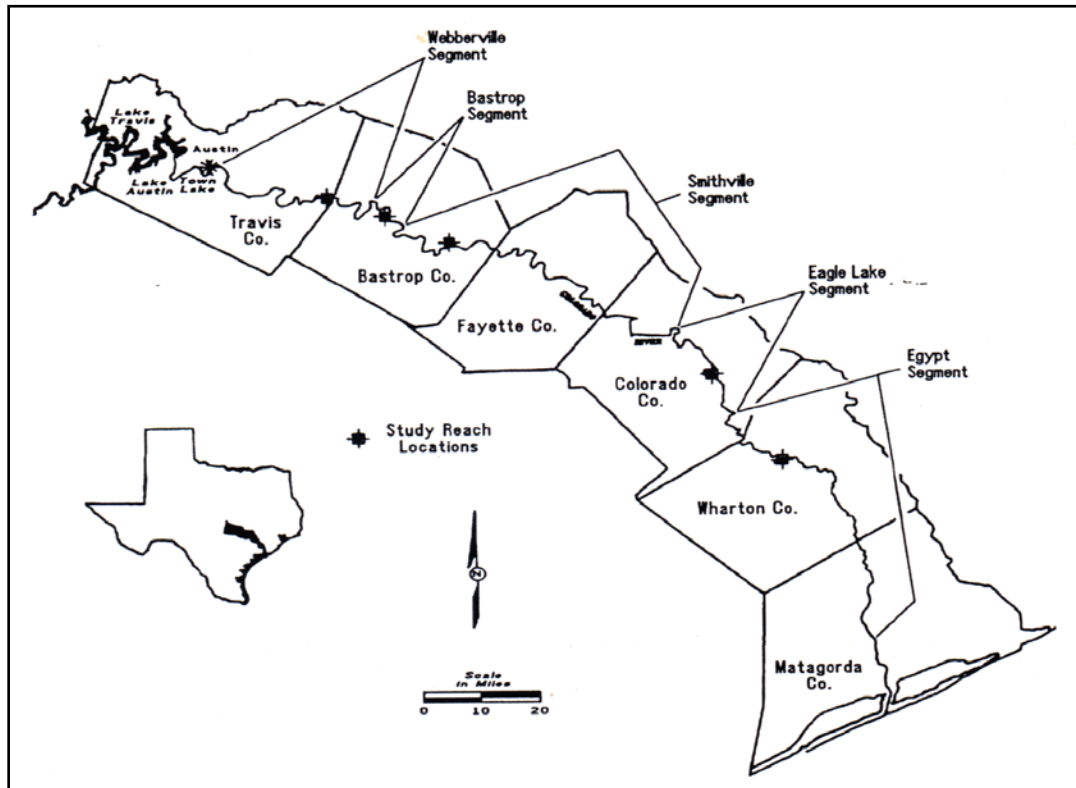 Webberville
Segment
Bastrop
Segment
Lake
Travis
Austin
Lake Town
Austin Lake
Smithville
Segment
Travis
Co.
Eagle Lake
Segment
Bastrop Co.
COLORADO
Fayette Co.
RIVER
Egypt
Segment
Colorado
Co.
Study Reach
Locations
Wharton Co.
N
Scale
in Miles
0 10 20
Matagorda
Co.